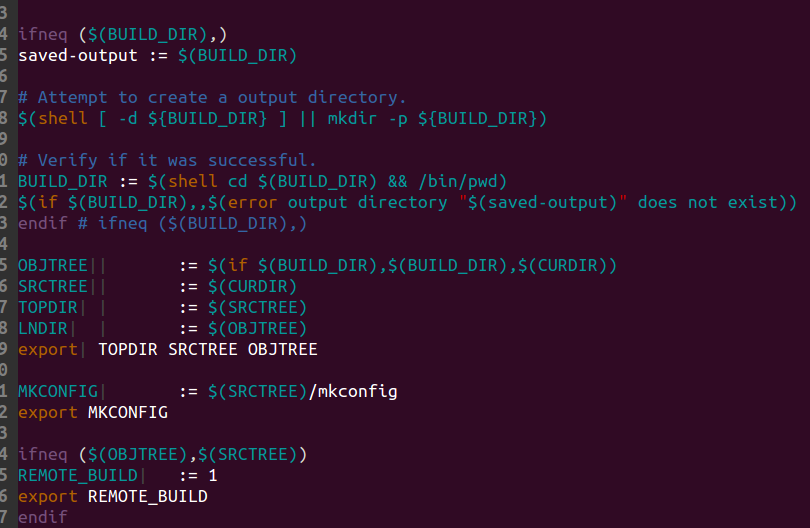 3
4 ifneq ($(BUILD_DIR),)
5 saved-output := $(BUILD_DIR)
6
7 # Attempt to create a output directory.
8 $(shell [ -d ${BUILD_DIR} ] || mkdir -p ${BUILD_DIR})
9
0 # Verify if it was successful.
1 BUILD_DIR := $(shell cd $(BUILD_DIR) && /bin/pwd)
2 $(if $(BUILD_DIR),,$(error output directory "$(saved-output)" does not exist))
3 endif # ifneq ($(BUILD_DIR),)
4
5 OBJTREE|| := $(if $(BUILD_DIR),$(BUILD_DIR),$(CURDIR))
6 SRCTREE|| := $(CURDIR)
7 TOPDIR| | := $(SRCTREE)
8 LNDIR| | := $(OBJTREE)
9 export| TOPDIR SRCTREE OBJTREE
0
1 MKCONFIG| := $(SRCTREE)/mkconfig
2 export MKCONFIG
3
4 ifneq ($(OBJTREE),$(SRCTREE))
5 REMOTE_BUILD| := 1
6 export REMOTE_BUILD
7 endif